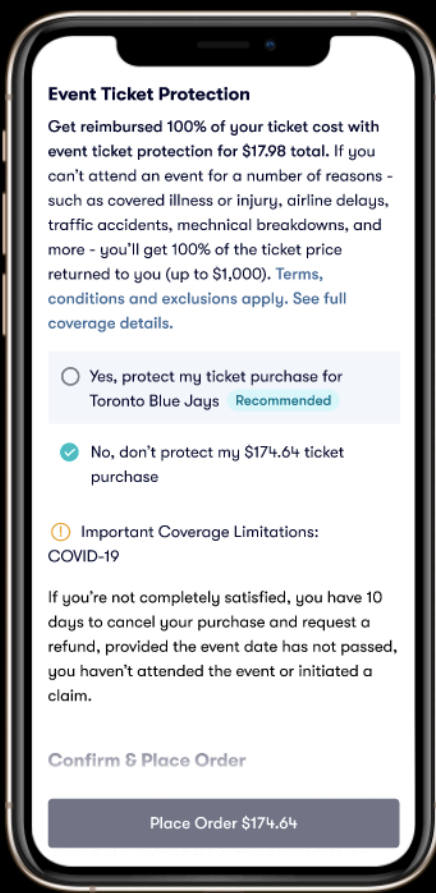 Event Ticket Protection
Get reimbursed 100% of your ticket cost with
event ticket protection for $17.98 total. If you
can't attend an event for a number of reasons -
such as covered illness or injury, airline delays,
traffic accidents, mechnical breakdowns, and
more - you'll get 100% of the ticket price
returned to you (up to $1,000). Terms,
conditions and exclusions apply. See full
coverage details.
Yes, protect my ticket purchase for
Toronto Blue Jays Recommended
No, don't protect my $174.64 ticket
purchase
Important Coverage Limitations:
COVID-19
If you're not completely satisfied, you have 10
days to cancel your purchase and request a
refund, provided the event date has not passed,
you haven't attended the event or initiated a
claim.
Confirm & Place Order
Place Order $174.64